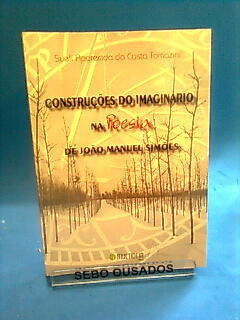 Sueli Aparecida da Costa Tomazini
CONSTRUÇÕES DO IMAGINÁRIO
NA Poesia
DE JOÃO MANUEL SIMÕES
SEBO OUSADOS